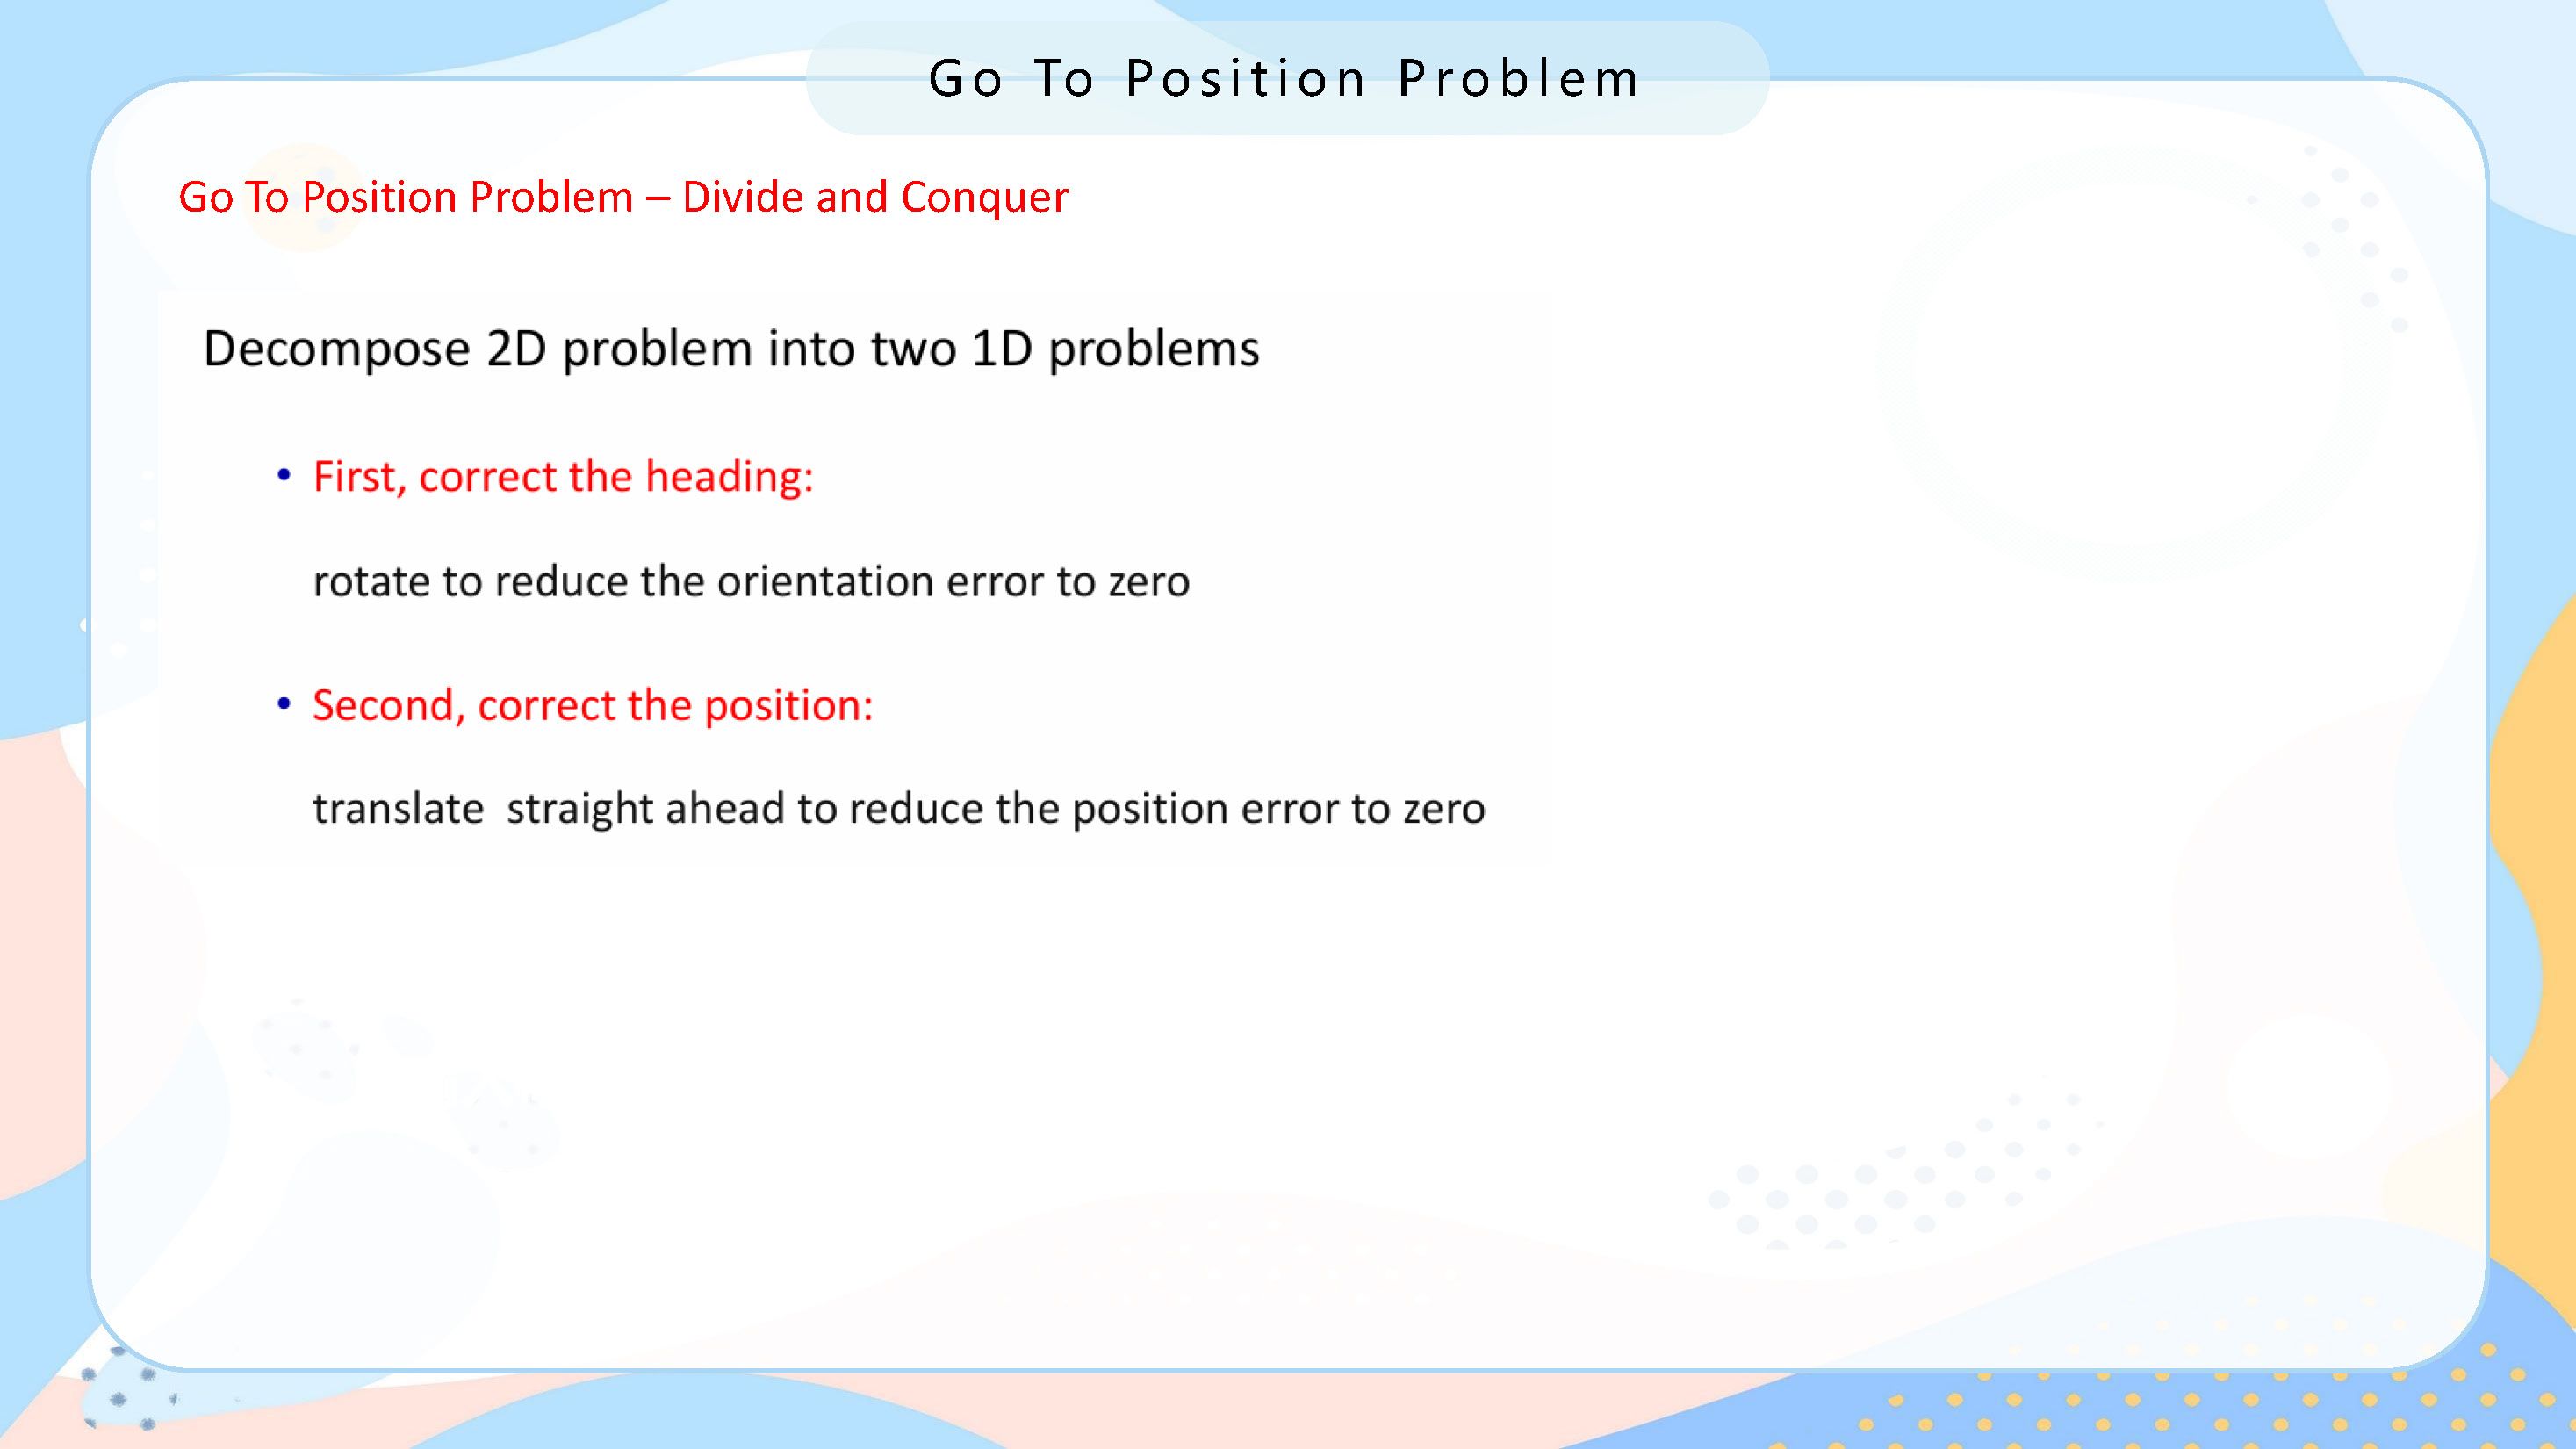 Go To Position Problem
Go To Position Problem – Divide and Conquer
Decompose 2D problem into two 1D problems
• First, correct the heading:
rotate to reduce the orientation error to zero
• Second, correct the position:
translate straight ahead to reduce the position error to zero